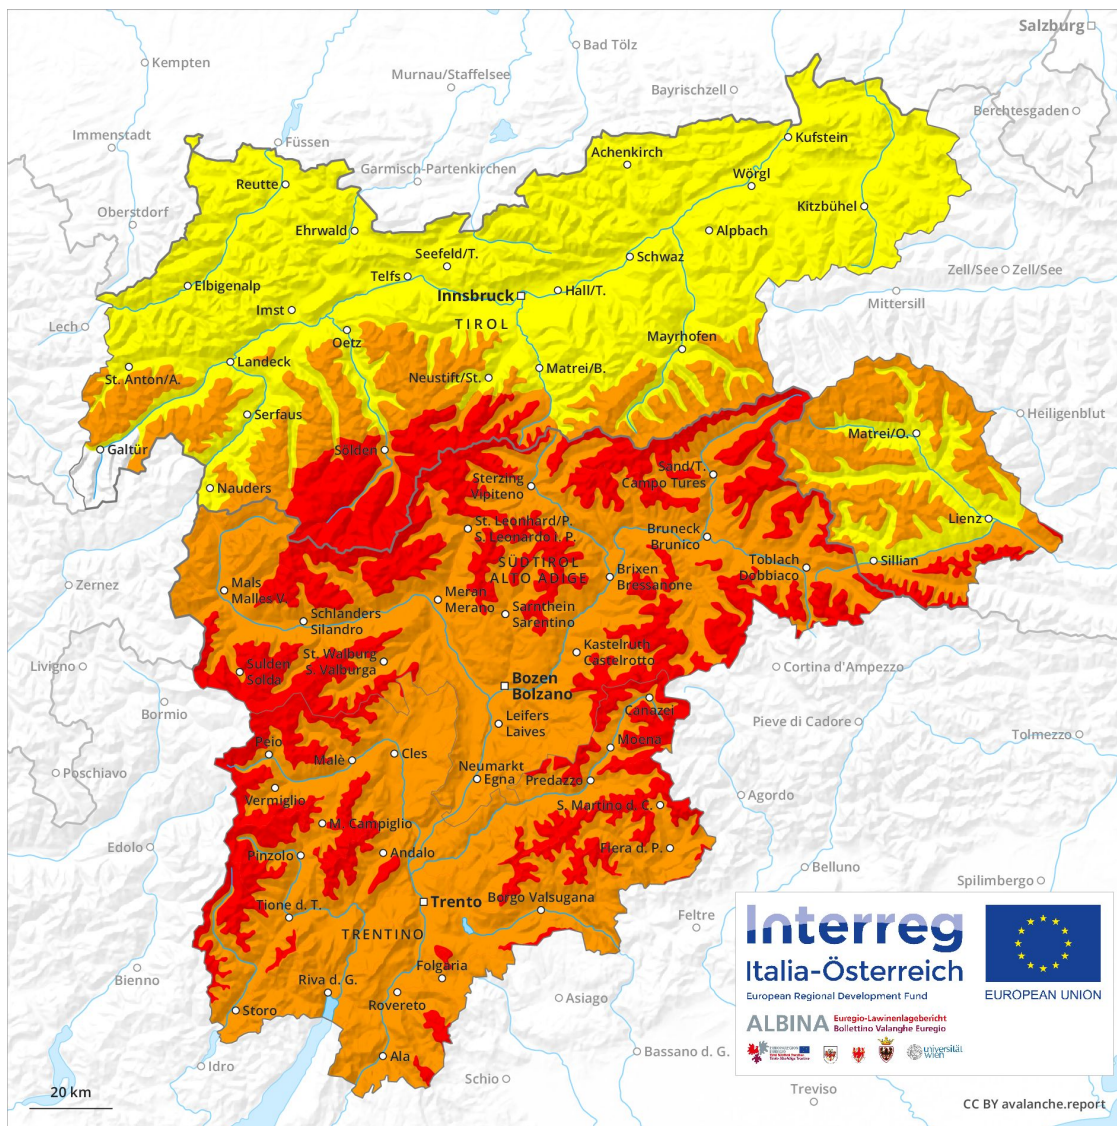 Salzburg
Bad Tölz
Kempten
Murnau/Staffelsee
Bayrischzell
Berchtesgaden
Immenstadt
Füssen
Kufstein
Achenkirch
Garmisch-Partenkirchen
Wörgl
Reutte
Kitzbühel
Oberstdorf
Ehrwald
Alpbach
Seefeld/T.
Schwaz
Telfs
Zell/See
Zell/See
Elbigenalp
Hall/T.
Innsbruck
Mittersill
Imst
Lech
TIROL
Mayrhofen
Oetz
Landeck
Matrei/B.
St. Anton/A.
Neustift/St.
Serfaus
Heiligenblut
Matrei/O.
Galtür
Sölden
Sand/T.
Campo Tures
Sterzing
Vipiteno
Nauders
Lienz
St. Leonhard/P.
S. Leonardo i. P.
Bruneck
Brunico
SÜDTIROL
ALTO ADIGE
Toblach
Dobbiaco
Sillian
Zernez
Mals
Malles V.
Brixen
Bressanone
Meran
Merano
Sarnthein
Sarentino
Schlanders
Silandro
Kastelruth
Castelrotto
St. Walburg
S. Valburga
Livigno
Sulden
Solda
Cortina d'Ampezzo
Bozen
Bolzano
Bormio
Canazei
Leifers
Laives
Pieve di Cadore
Tolmezzo
Moena
Peio
Cles
Malè
Poschiavo
Neumarkt
Egna
Predazzo
Vermiglio
Agordo
S. Martino d. C.
M. Campiglio
Edolo
Fiera d. P.
Pinzolo
Andalo
Belluno
Spilimbergo
Trento
Borgo Valsugana
Tione d. T.
Feltre
TRENTINO
Folgaria
Bienno
Riva d. G.
Rovereto
Asiago
Storo
Ala
Bassano d. G.
Idro
Schio
Treviso
20 km
Interreg
Italia-Österreich
European Regional Development Fund
EUROPEAN UNION
ALBINA
Euregio-Lawinenlagebericht
Bollettino Valanghe Euregio
universität
wien
CC BY avalanche.report